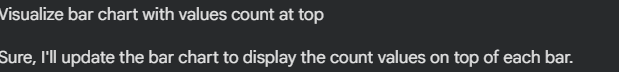 Visualize bar chart with values count at top
Sure, I'll update the bar chart to display the count values on top of each bar.